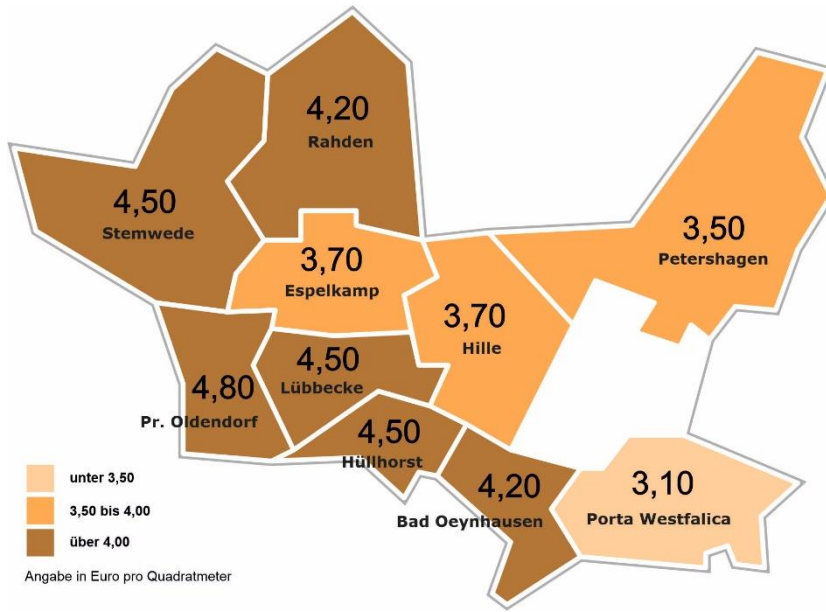 4,20
Rahden
4,50
Stemwede
3,50
Petershagen
3,70
Espelkamp
3,70
Hille
4,50
Lübbecke
4,80
Pr. Oldendorf
4,50
Hüllhorst
4,20
Bad Oeynhausen
3,10
Porta Westfalica
unter 3,50
3,50 bis 4,00
über 4,00
Angabe in Euro pro Quadratmeter